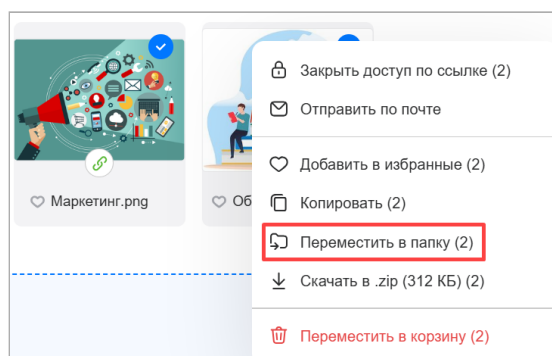 Закрыть доступ по ссылке (2)
Отправить по почте
Добавить в избранные (2)
Маркетинг.png
Об
Копировать (2)
Переместить в папку (2)
Скачать в .zip (312 КБ) (2)
Переместить в корзину (2)